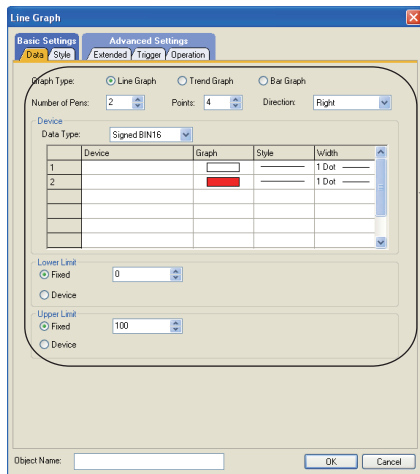 Line Graph
Basic Settings Advanced Settings
Data Style Extended Trigger Operation
Graph Type: Line Graph Trend Graph Bar Graph
Number of Pens: 2 Points: 4 Direction: Right
Device
Data Type: Signed BIN16
Device Graph Style Width
1 1 Dot
2 1 Dot
Lower Limit
Fixed 0
Device
Upper Limit
Fixed 100
Device
Object Name: OK Cancel